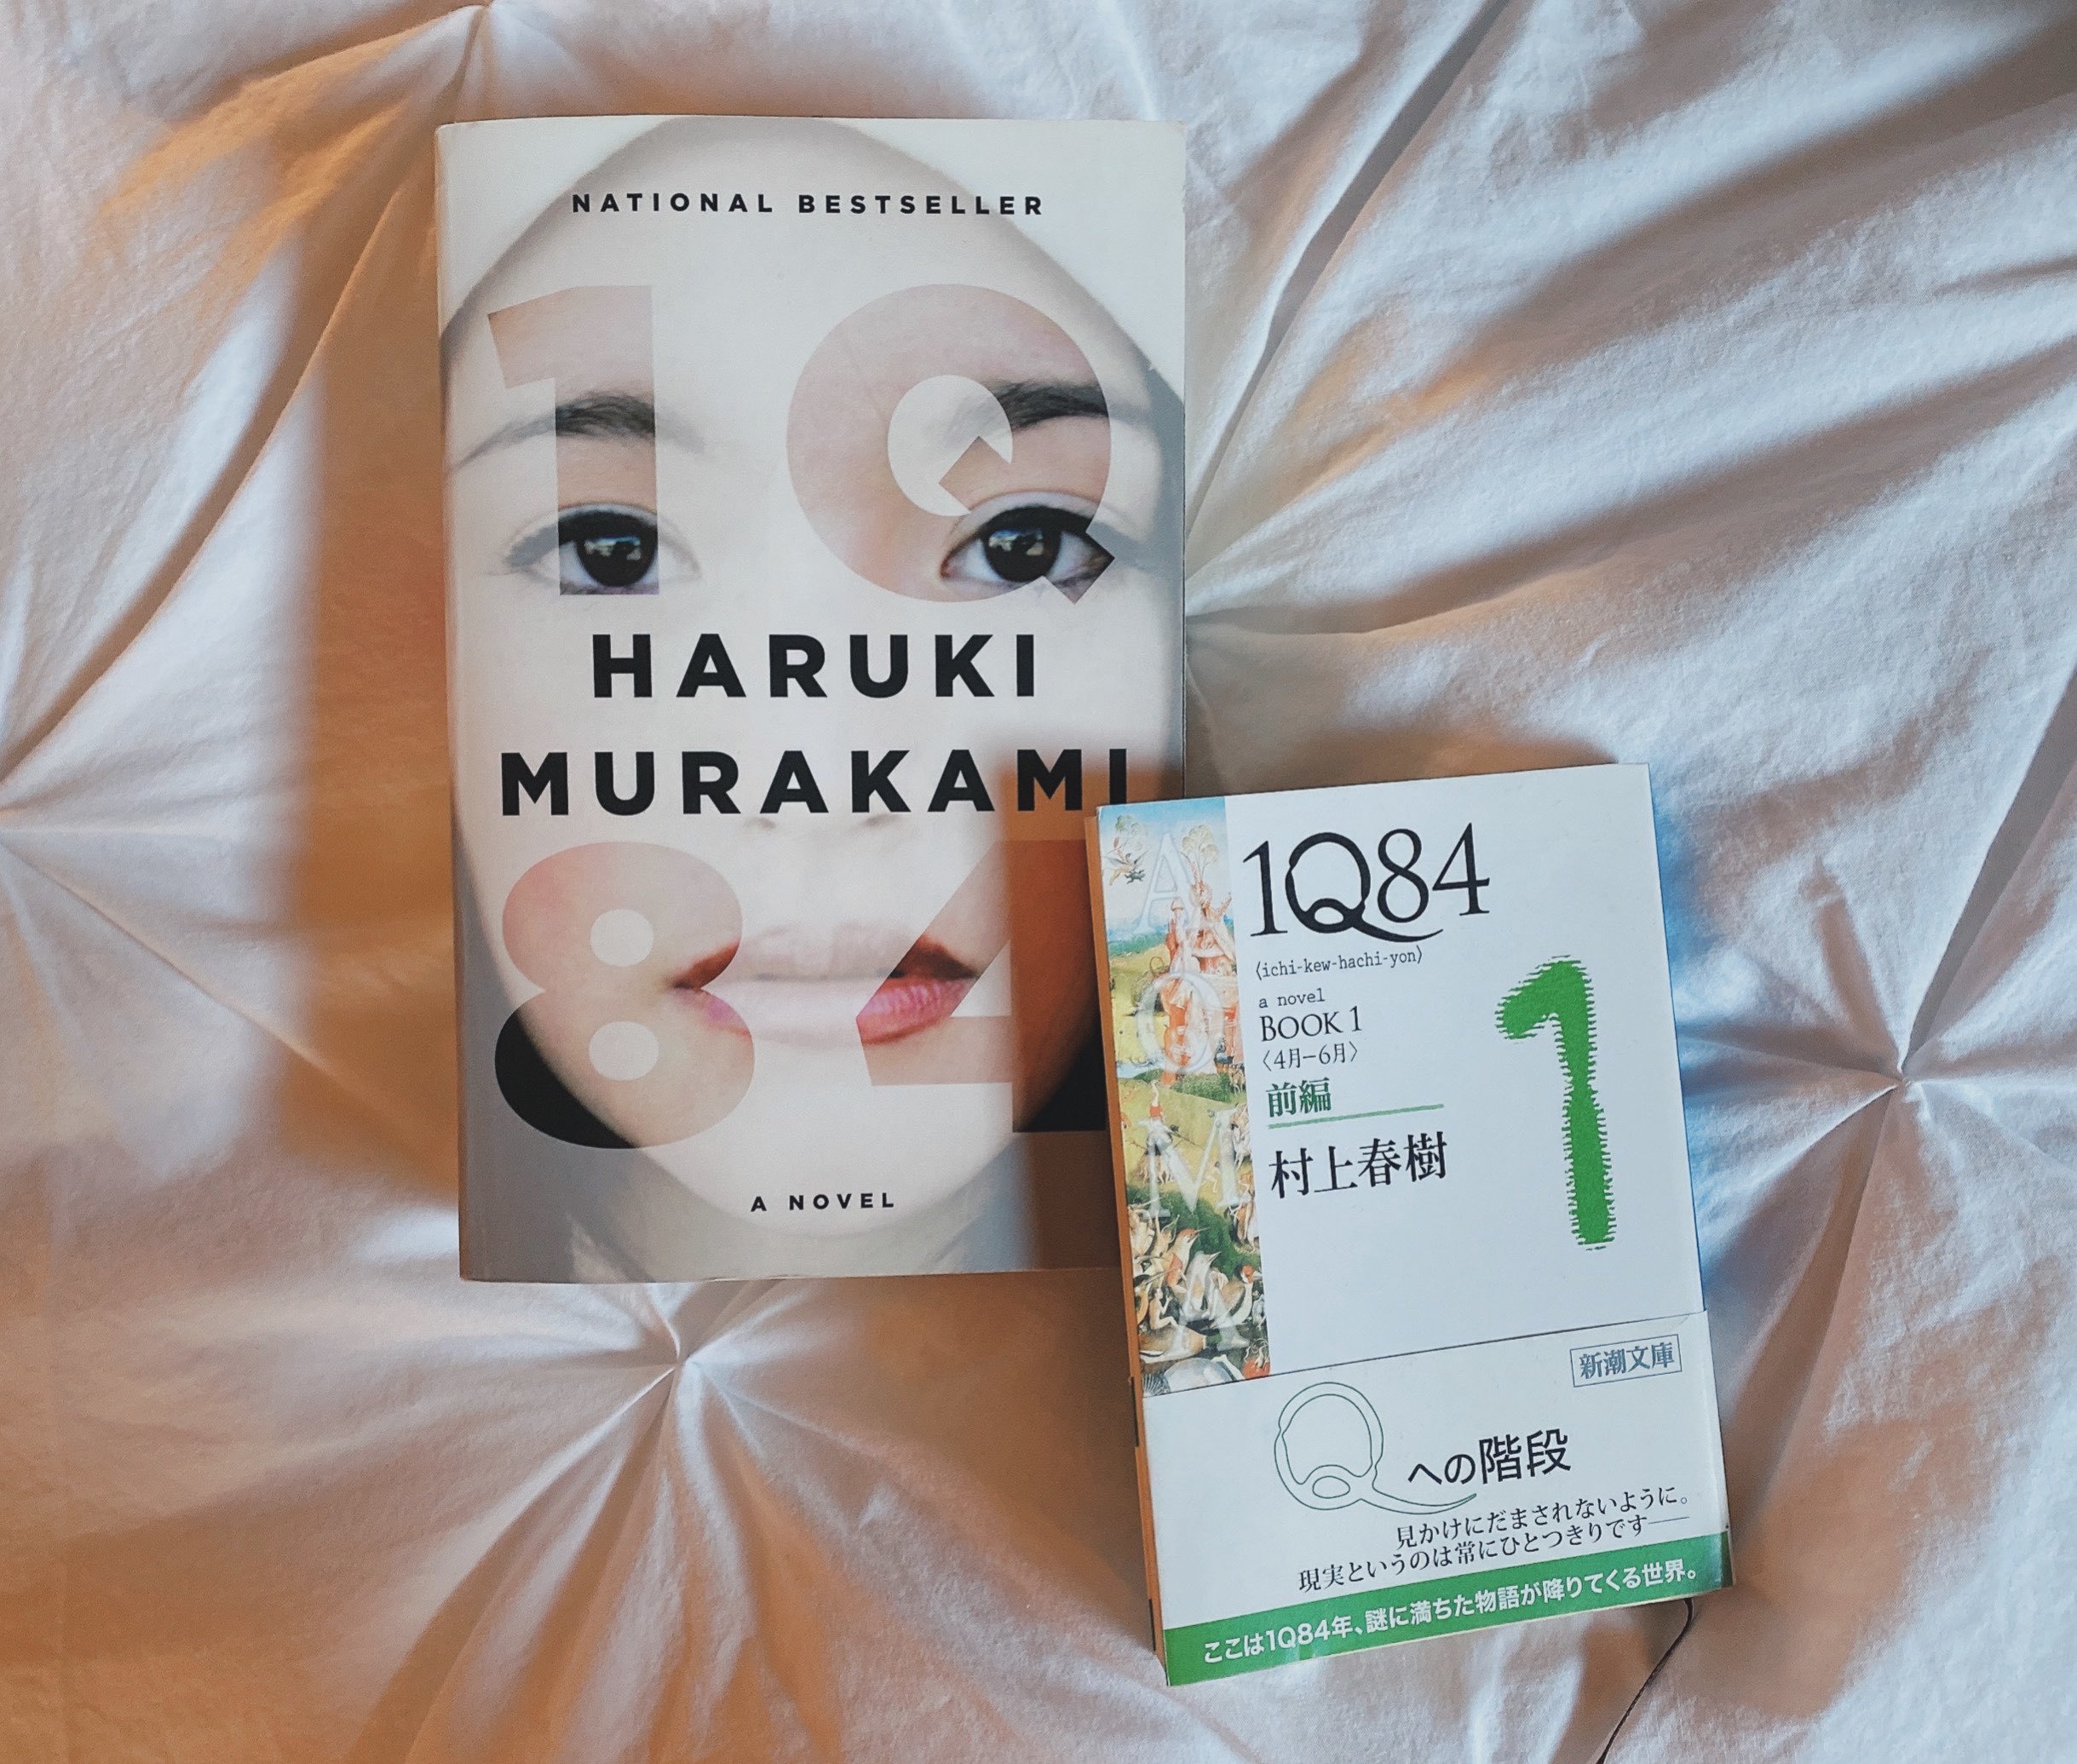 NATIONAL BESTSELLER
1Q
HARUKI
MURAKAMI
84
A NOVEL
1Q84
〈ichi-kew-hachi-yon〉
a novel
BOOK 1
〈4月−6月〉
前編
村上春樹
1
新潮文庫
Qへの階段
見かけにだまされないように。
現実というのは常にひとつきりです──
ここは1Q84年、謎に満ちた物語が降りてくる世界。